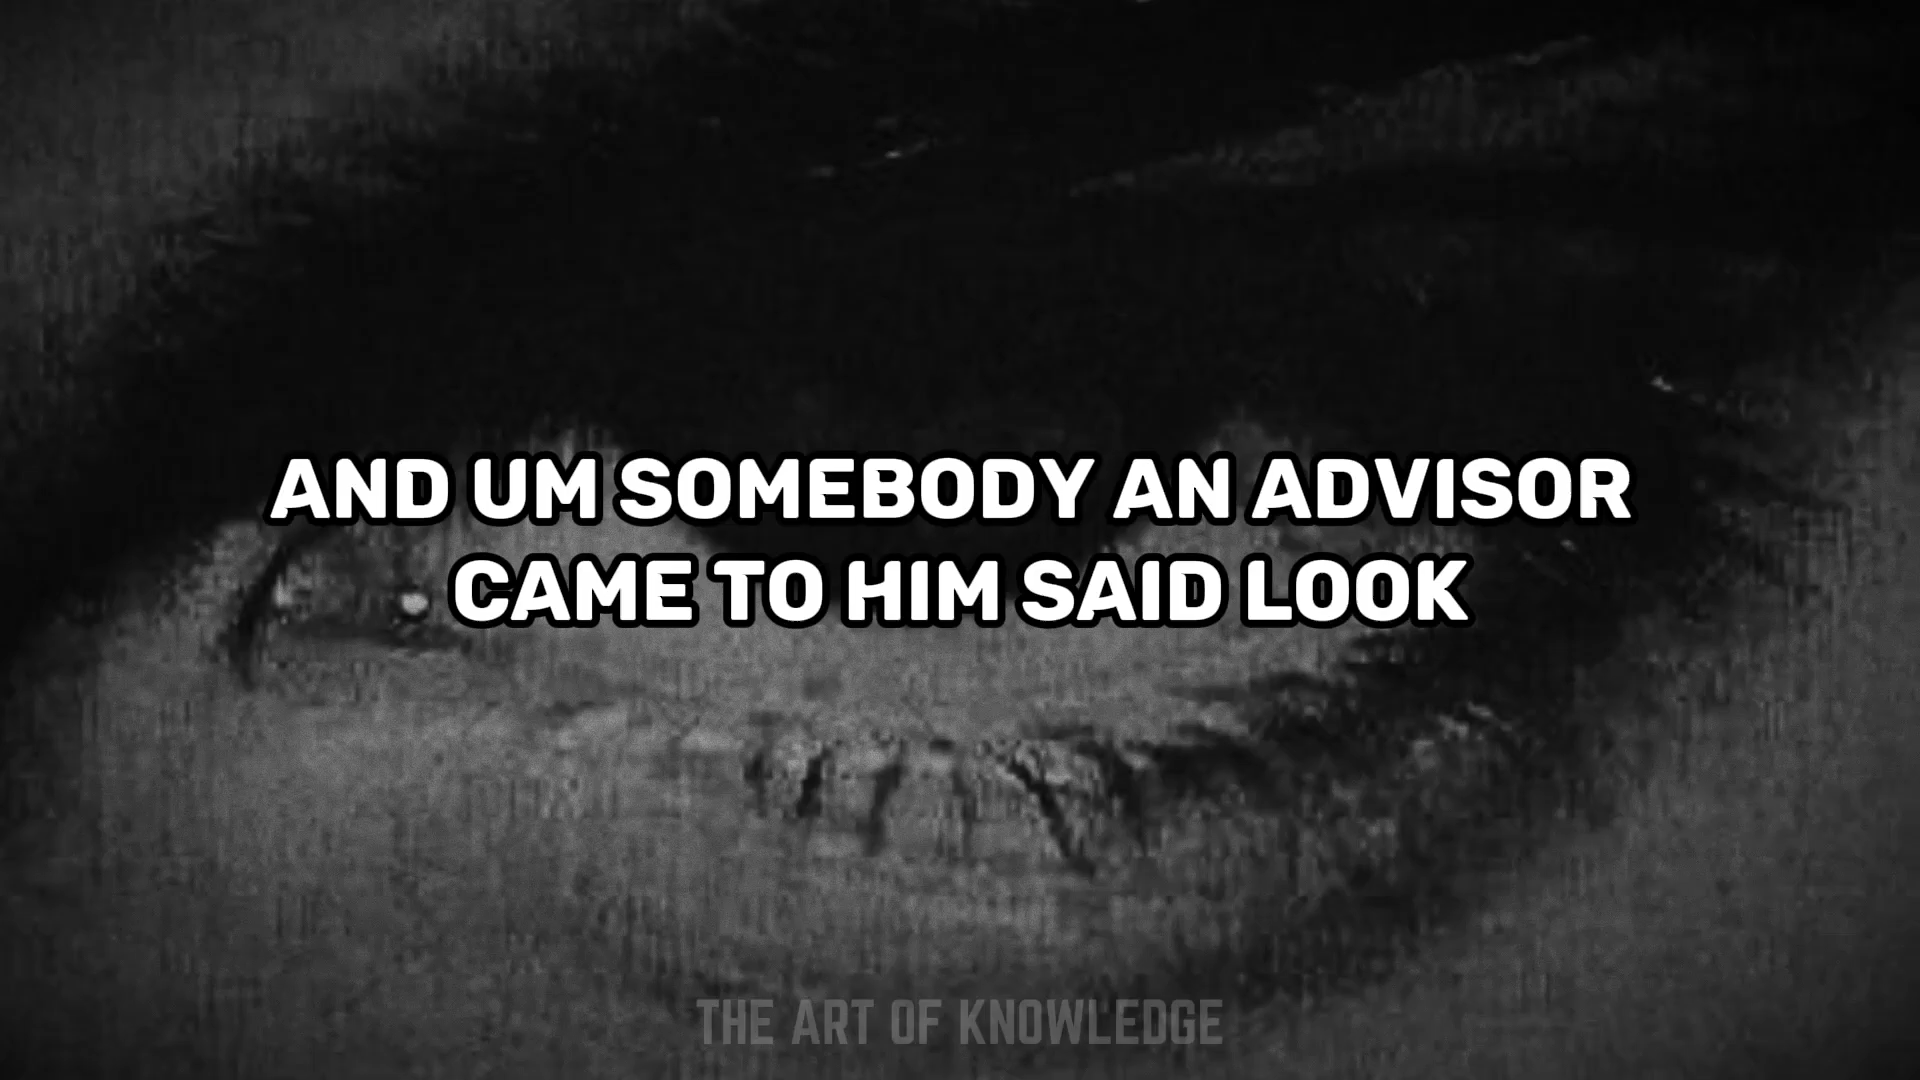 AND UM SOMEBODY AN ADVISOR
CAME TO HIM SAID LOOK
THE ART OF KNOWLEDGE